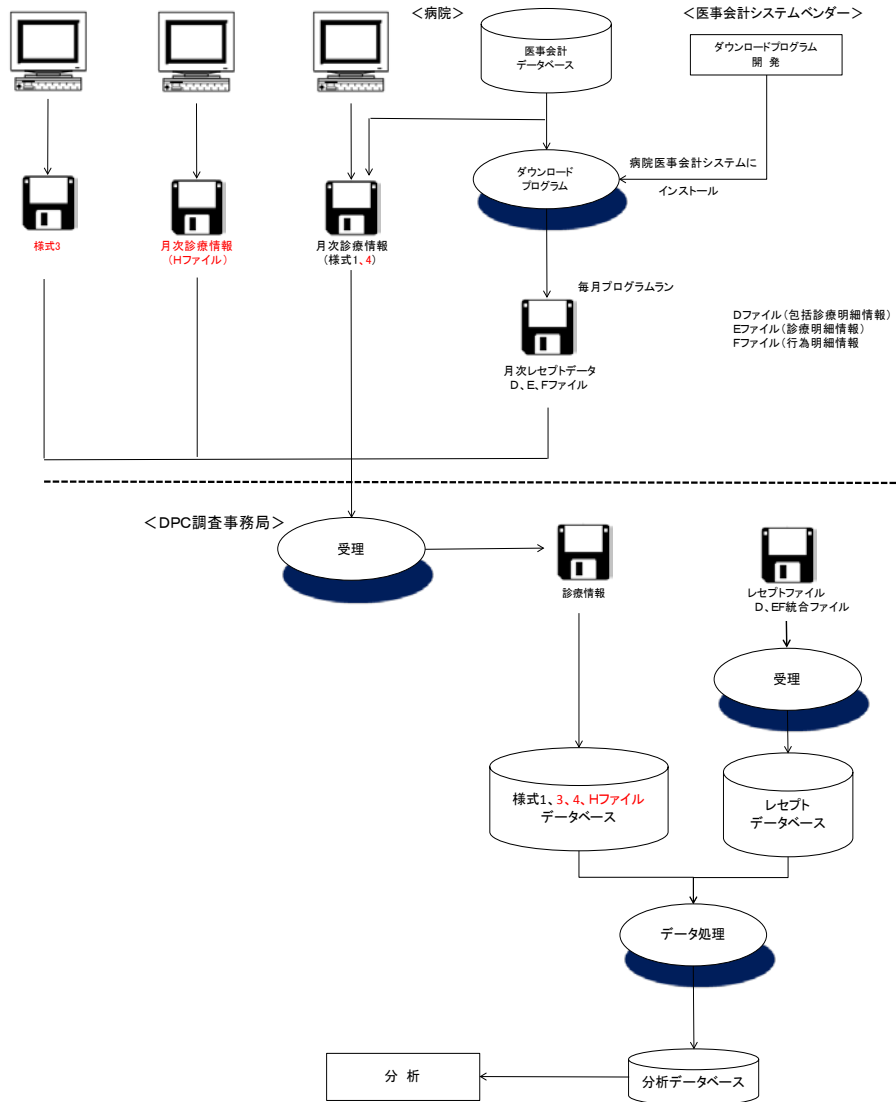 ＜病院＞
＜医事会計システムベンダー＞
医事会計
データベース
ダウンロードプログラム
開 発
ダウンロード
プログラム
病院医事会計システムに
インストール
様式3
月次診療情報
（Hファイル）
月次診療情報
（様式1、4）
毎月プログラムラン
Dファイル（包括診療明細情報）
Eファイル（診療明細情報）
Fファイル（行為明細情報
月次レセプトデータ
D、E、Fファイル
＜DPC調査事務局＞
受理
診療情報
レセプトファイル
D、EF統合ファイル
受理
様式1、3、4、Hファイル
データベース
レセプト
データベース
データ処理
分 析
分析データベース